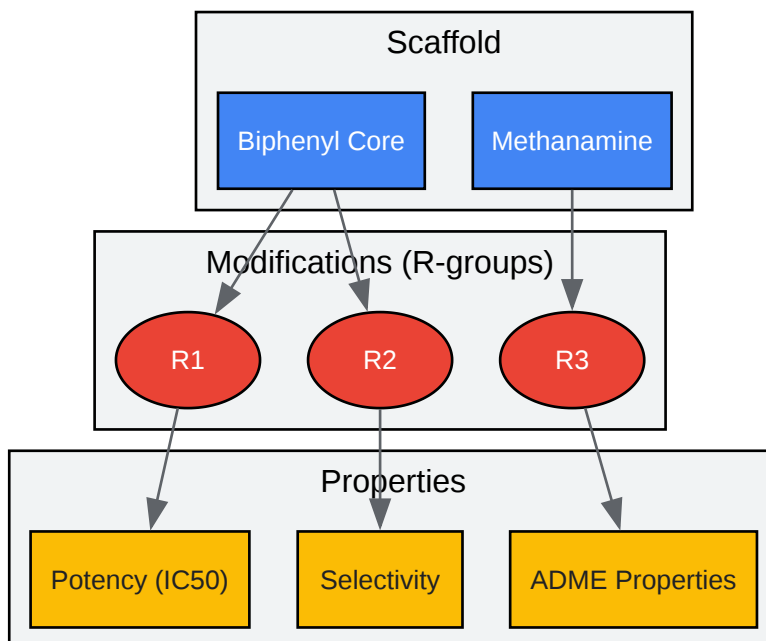 Scaffold
Biphenyl Core
Methanamine
Modifications (R-groups)
R1
R2
R3
Properties
Potency (IC50)
Selectivity
ADME Properties